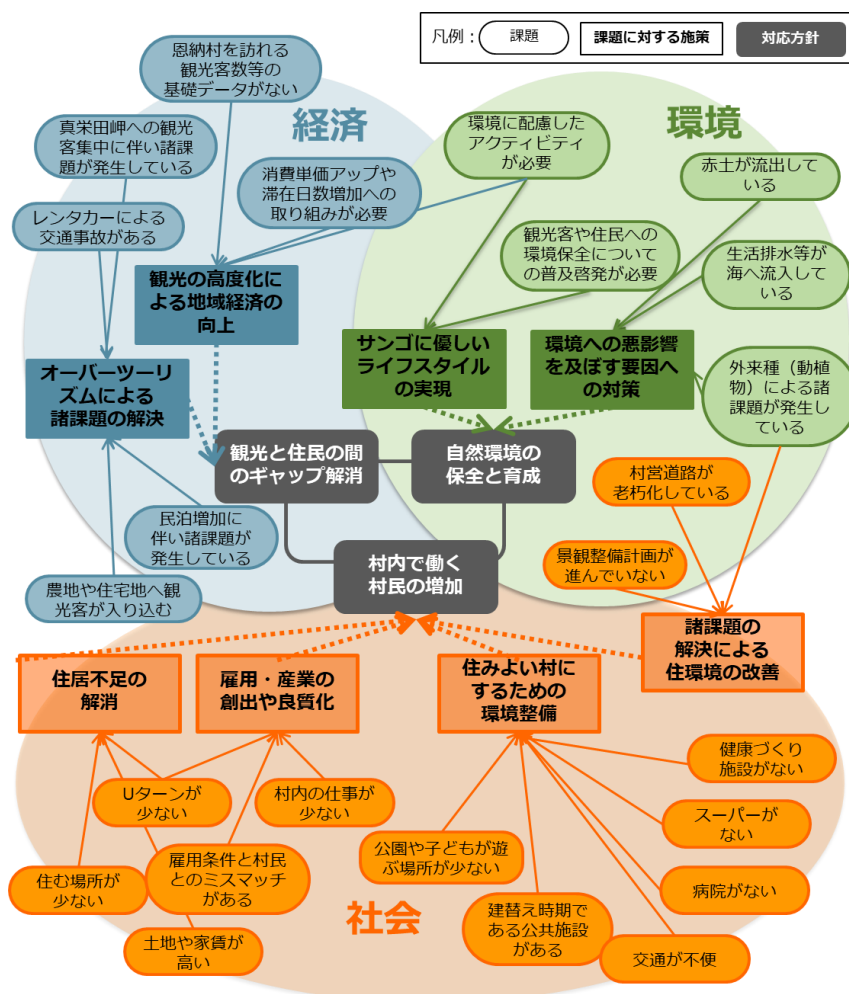 凡例：
課題
課題に対する施策
対応方針
恩納村を訪れる
観光客数等の
基礎データがない
経済
環境
真栄田岬への観光
客集中に伴い諸課
題が発生している
環境に配慮した
アクティビティ
が必要
赤土が流出して
いる
消費単価アップや
滞在日数増加への
取り組みが必要
レンタカーによる
交通事故がある
観光客や住民への
環境保全について
の普及啓発が必要
生活排水等が
海へ流入して
いる
観光の高度化に
よる地域経済の
向上
サンゴに優しい
ライフスタイル
の実現
環境への悪影響
を及ぼす要因へ
の対策
オーバーツーリ
ズムによる
諸課題の解決
外来種（動植
物）による諸
課題が発生し
ている
観光と住民の間
のギャップ解消
自然環境の
保全と育成
村営道路が
老朽化している
民泊増加に
伴い諸課題が
発生している
村内で働く
村民の増加
景観整備計画が
進んでいない
農地や住宅地へ観
光客が入り込む
諸課題の
解決による
住環境の改善
住居不足の
解消
雇用・産業の
創出や良質化
住みよい村に
するための
環境整備
健康づくり
施設がない
Uターンが
少ない
村内の仕事が
少ない
スーパーが
ない
公園や子どもが遊
ぶ場所が少ない
住む場所が
少ない
雇用条件と村民
とのミスマッチ
がある
病院がない
社会
建替え時期で
ある公共施設
がある
土地や家賃が
高い
交通が不便